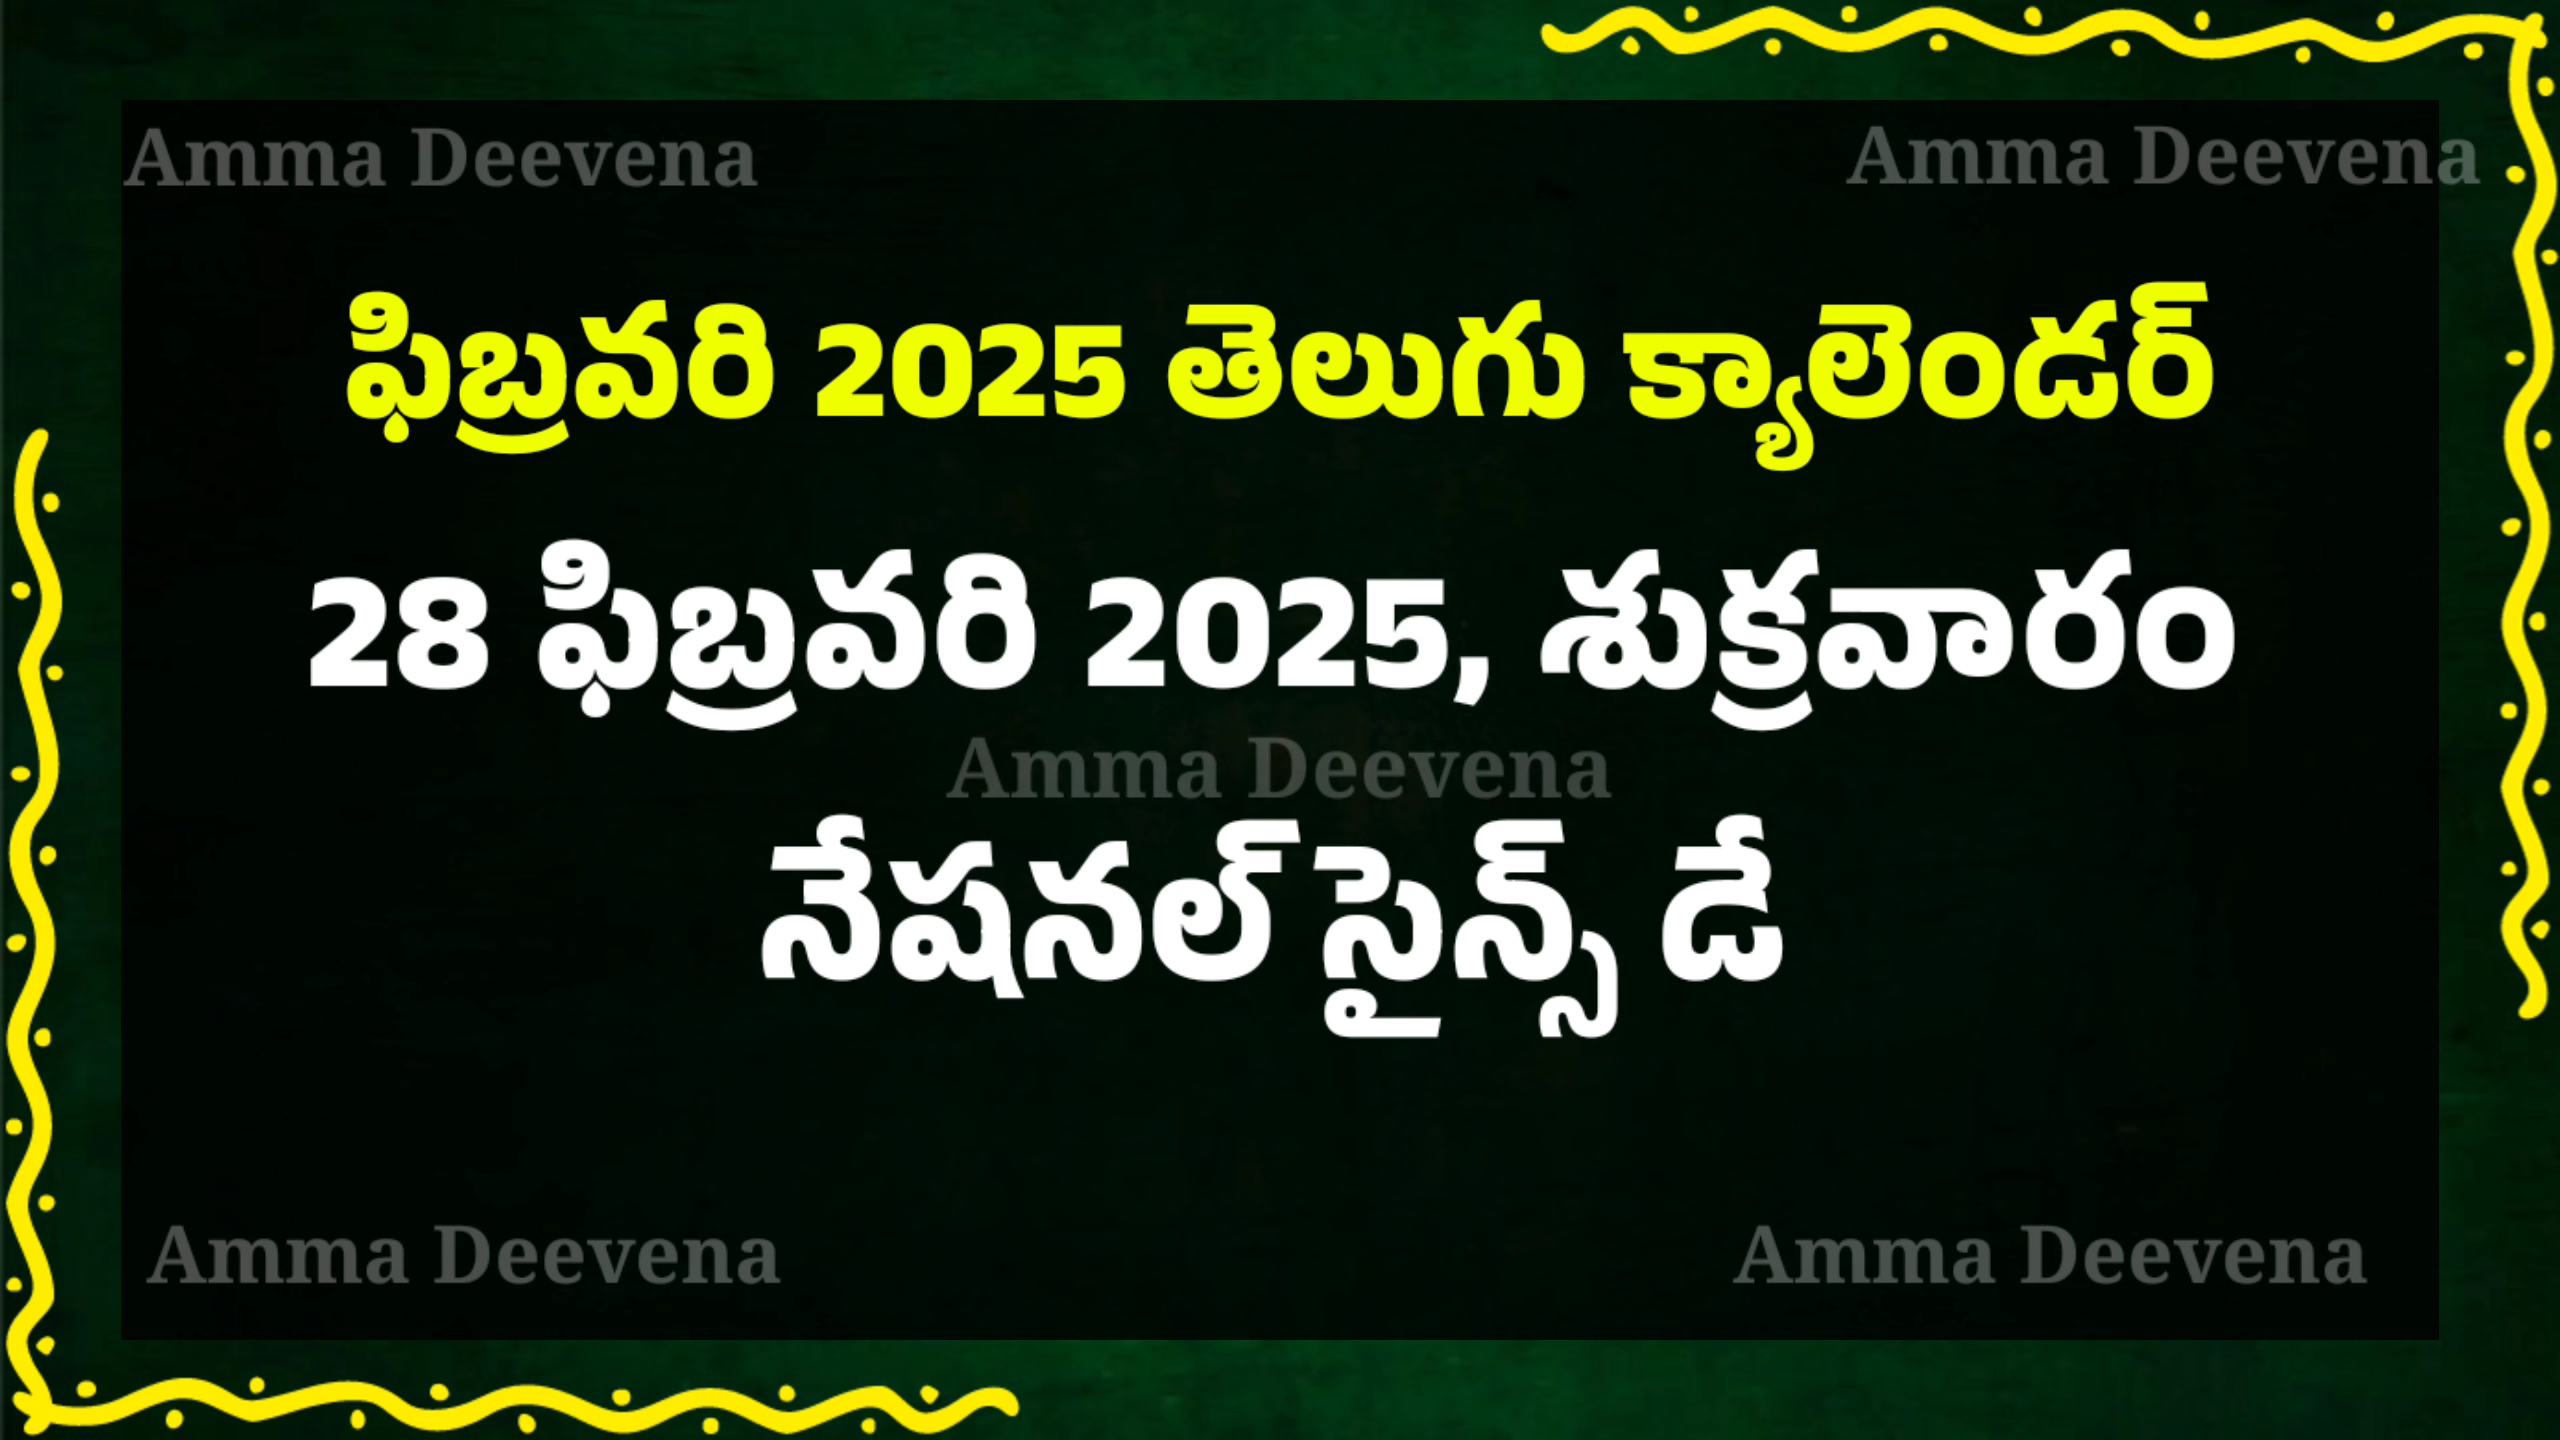 Amma Deevena Amma Deevena
ఫిబ్రవరి 2025 తెలుగు క్యాలెండర్
28 ఫిబ్రవరి 2025, శుక్రవారం
Amma Deevena
నేషనల్ సైన్స్ డే
Amma Deevena Amma Deevena